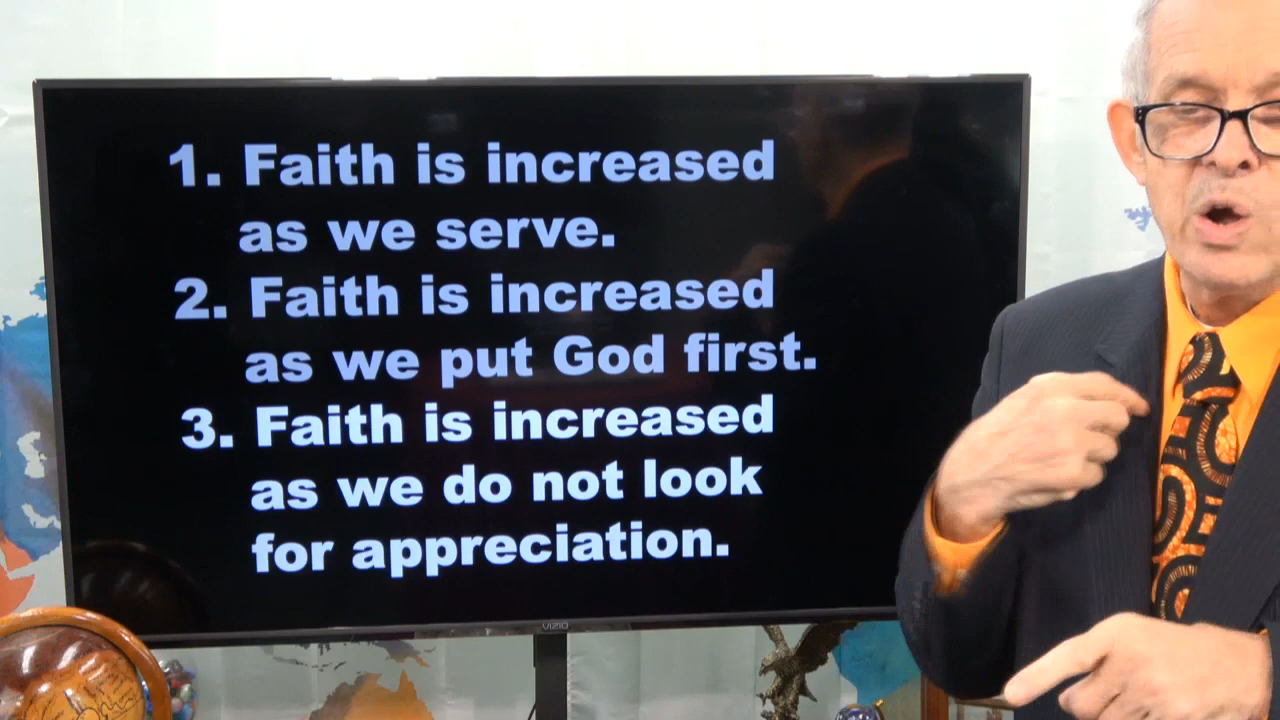 1. Faith is increased
as we serve.
2. Faith is increased
as we put God first.
3. Faith is increased
as we do not look
for appreciation.
VIZIO